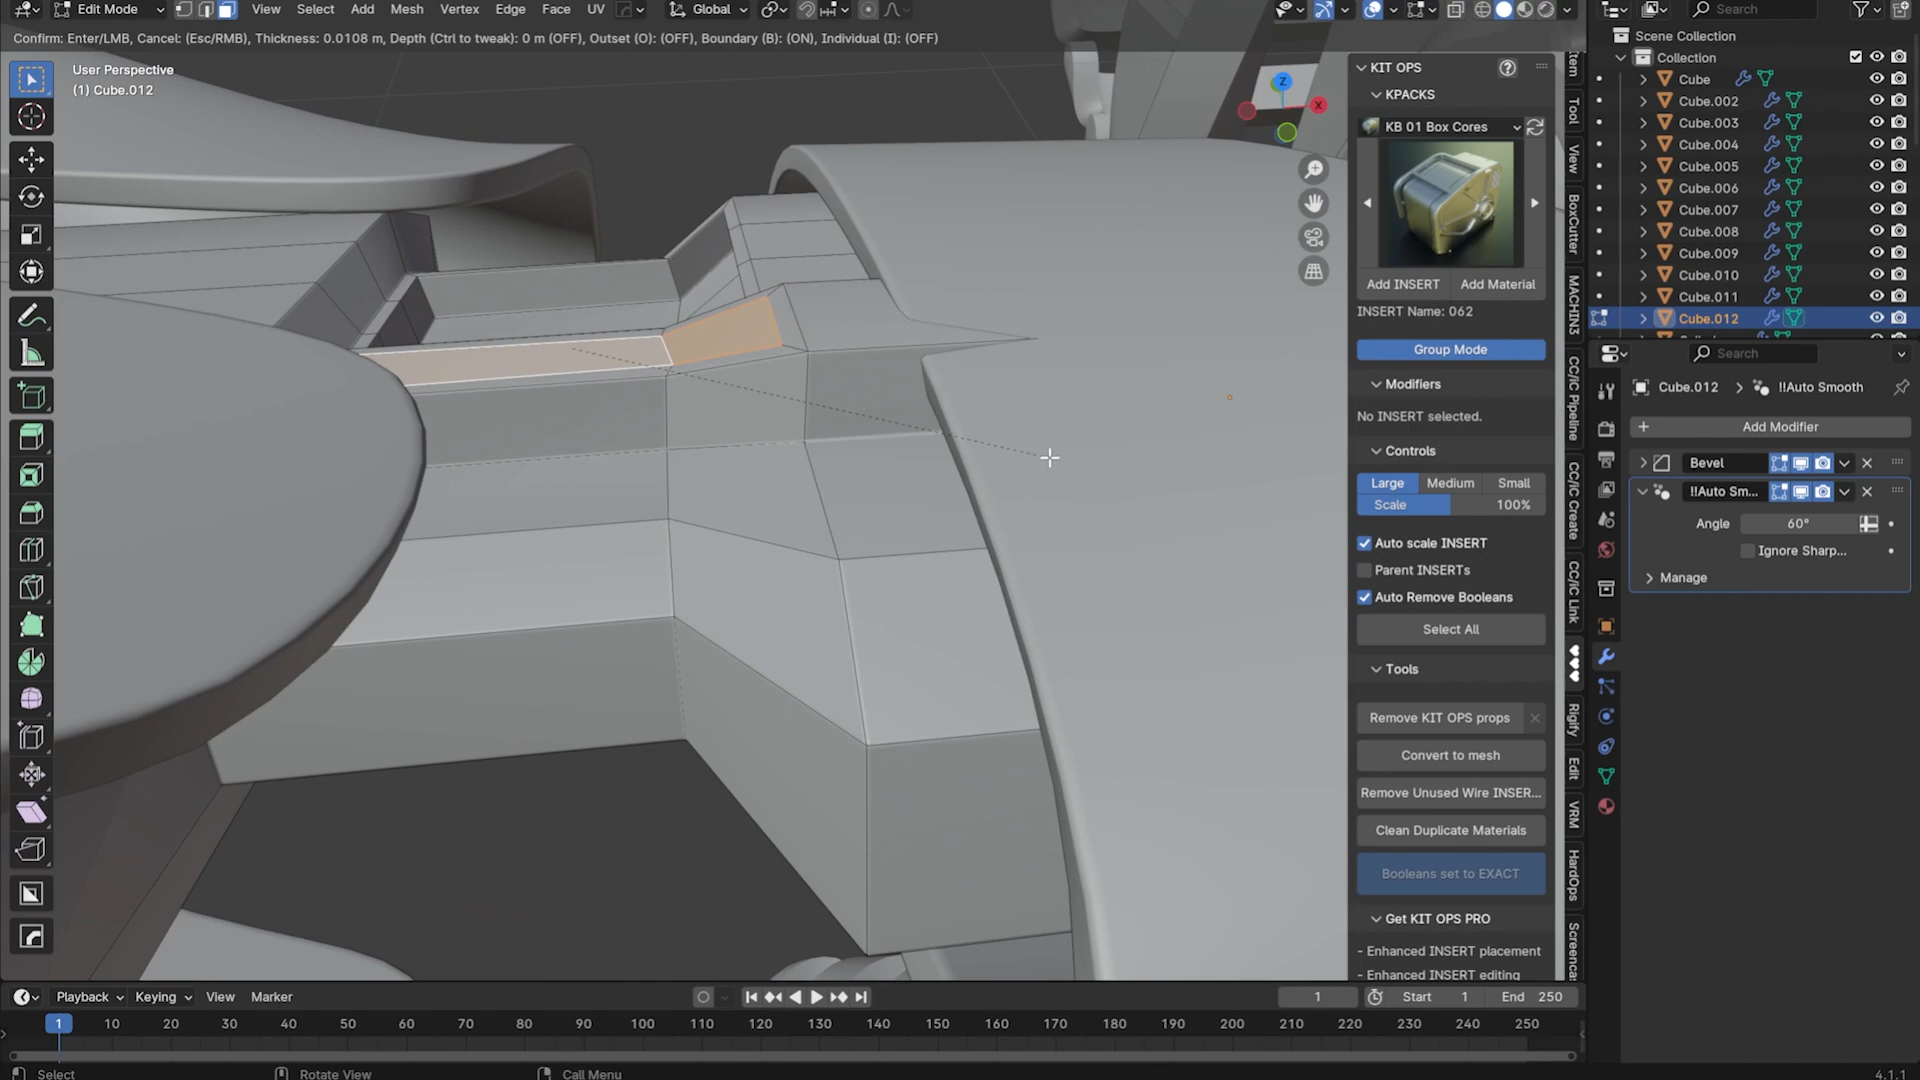 Edit Mode View Select Add Mesh Vertex Edge Face UV Global Search
Confirm: Enter/LMB, Cancel: (Esc/RMB), Thickness: 0.0108 m, Depth (Ctrl to tweak): 0 m (OFF), Outset (O): (OFF), Boundary (B): (ON), Individual (I): (OFF)
User Perspective
(1) Cube.012
Z
X
KIT OPS
KPACKS
KB 01 Box Cores
Add INSERT Add Material
INSERT Name: 062
Group Mode
Modifiers
No INSERT selected.
Controls
Large Medium Small
Scale 100%
Auto scale INSERT
Parent INSERTs
Auto Remove Booleans
Select All
Tools
Remove KIT OPS props
Convert to mesh
Remove Unused Wire INSER...
Clean Duplicate Materials
Booleans set to EXACT
Get KIT OPS PRO
- Enhanced INSERT placement
- Enhanced INSERT editing
Item
Tool
View
BoxCutter
MACHIN3
CC/iC Pipeline
CC/iC Create
CC/iC Link
Rigify
Edit
VRM
HardOps
Screencas
Scene Collection
Collection
Cube
Cube.002
Cube.003
Cube.004
Cube.005
Cube.006
Cube.007
Cube.008
Cube.009
Cube.010
Cube.011
Cube.012
Search
Cube.012 !!Auto Smooth
Add Modifier
Bevel
!!Auto Sm...
Angle 60°
Ignore Sharp...
Manage
Playback Keying View Marker 1 Start 1 End 250
1 10 20 30 40 50 60 70 80 90 100 110 120 130 140 150 160 170 180 190 200 210 220 230 240 250
Select Rotate View Call Menu 4.1.1